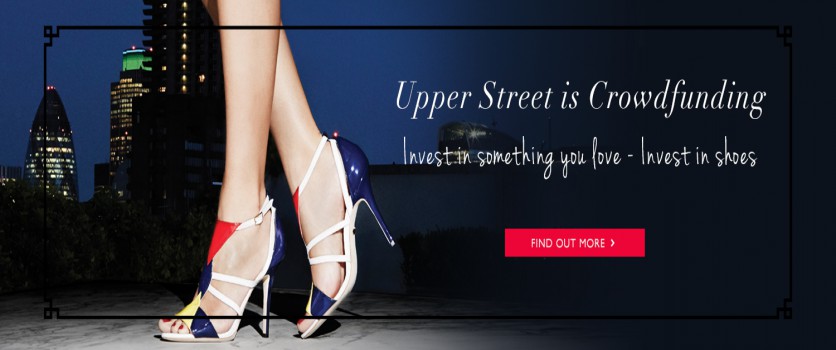 Upper Street is Crowdfunding
Invest in something you love - Invest in shoes
FIND OUT MORE >